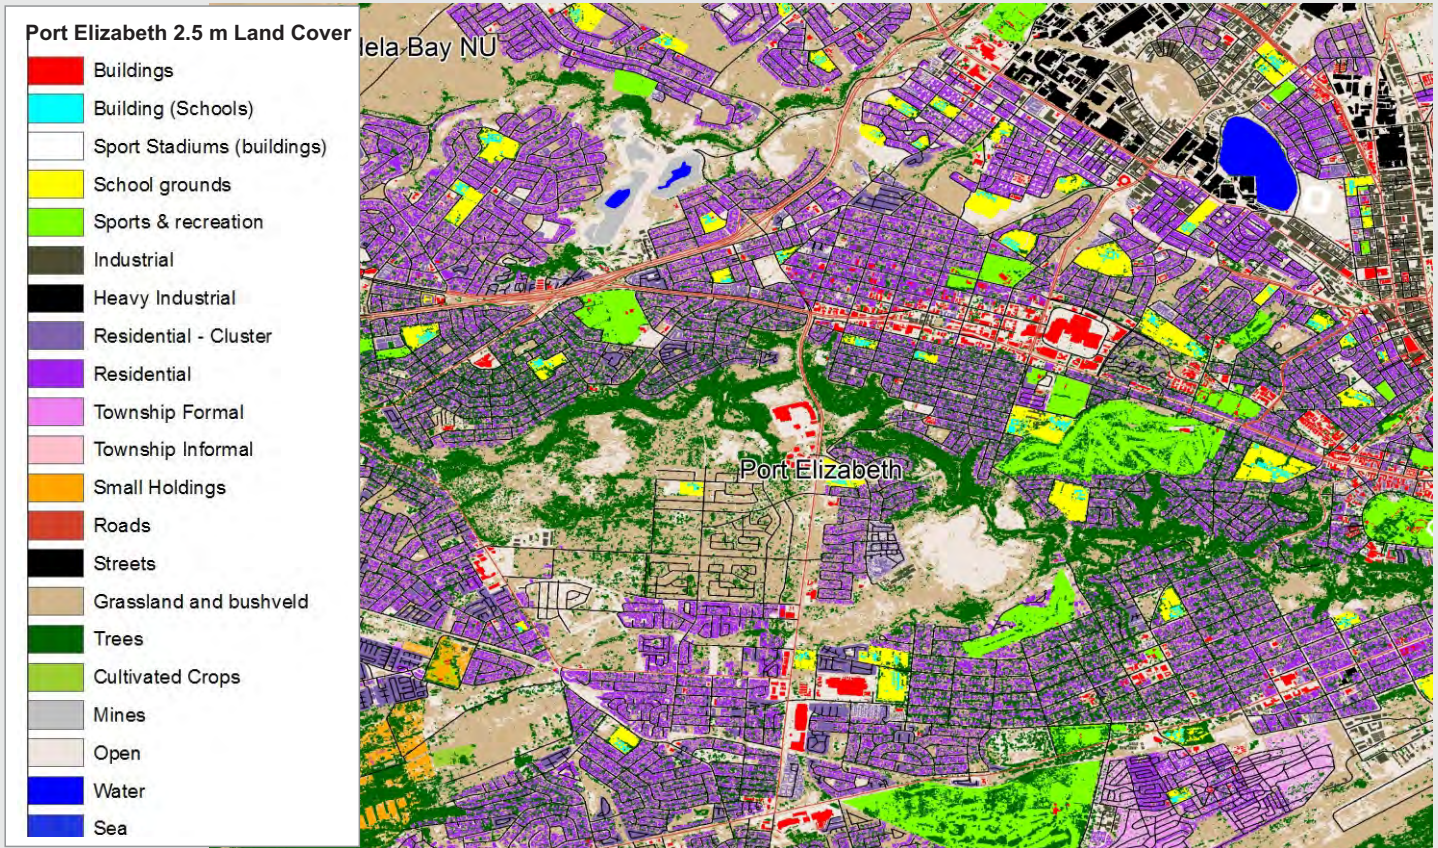 Port Elizabeth 2.5 m Land Cover
Buildings
Building (Schools)
Sport Stadiums (buildings)
School grounds
Sports & recreation
Industrial
Heavy Industrial
Residential - Cluster
Residential
Township Formal
Township Informal
Small Holdings
Roads
Streets
Grassland and bushveld
Trees
Cultivated Crops
Mines
Open
Water
Sea
dela Bay NU
Port Elizabeth